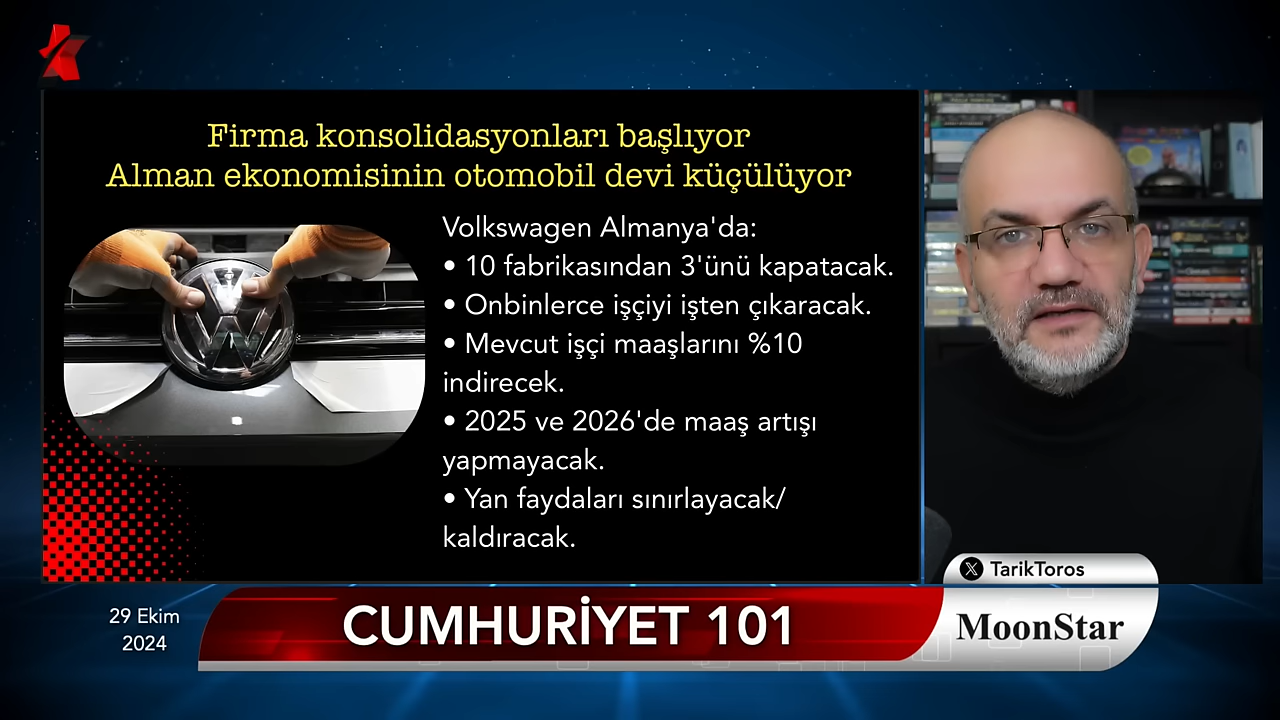 Firma konsolidasyonları başlıyor
Alman ekonomisinin otomobil devi küçülüyor
Volkswagen Almanya'da:
• 10 fabrikasından 3'ünü kapatacak.
• Onbinlerce işçiyi işten çıkaracak.
• Mevcut işçi maaşlarını %10
indirecek.
• 2025 ve 2026'de maaş artışı
yapmayacak.
• Yan faydaları sınırlayacak/
kaldıracak.
X TarikToros
29 Ekim
2024
CUMHURİYET 101
MoonStar